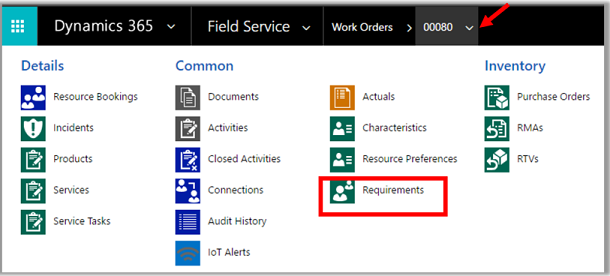 Dynamics 365 Field Service Work Orders > 00080
Details Common Inventory
Resource Bookings Documents Actuals Purchase Orders
Incidents Activities Characteristics RMAs
Products Closed Activities Resource Preferences RTVs
Services Connections Requirements
Service Tasks Audit History
IoT Alerts